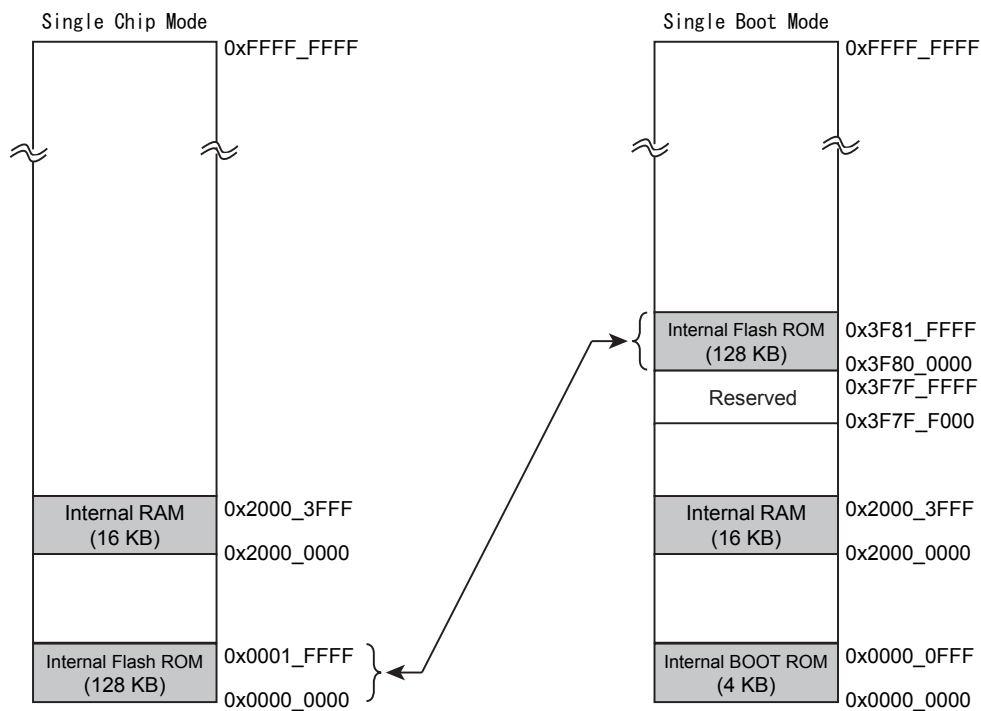 Single Chip Mode
0xFFFF_FFFF
Internal RAM
(16 KB)
0x2000_3FFF
0x2000_0000
Internal Flash ROM
(128 KB)
0x0001_FFFF
0x0000_0000
Single Boot Mode
0xFFFF_FFFF
Internal Flash ROM
(128 KB)
0x3F81_FFFF
0x3F80_0000
Reserved
0x3F7F_FFFF
0x3F7F_F000
Internal RAM
(16 KB)
0x2000_3FFF
0x2000_0000
Internal BOOT ROM
(4 KB)
0x0000_0FFF
0x0000_0000